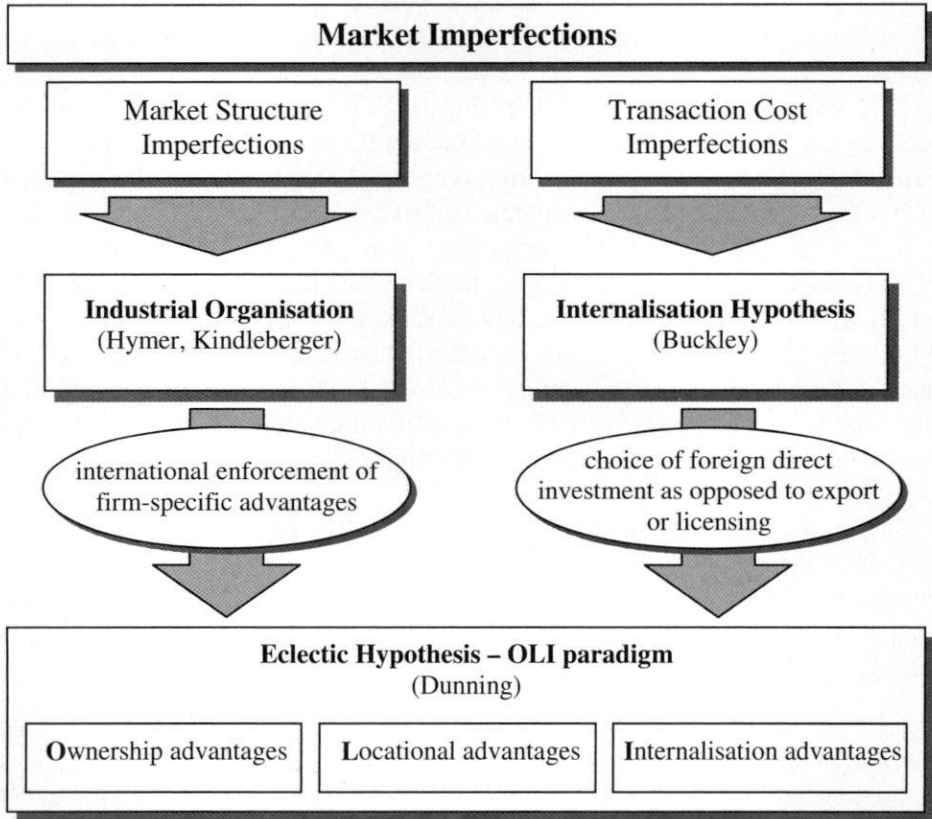 Market Imperfections
Market Structure
Imperfections
Transaction Cost
Imperfections
Industrial Organisation
(Hymer, Kindleberger)
Internalisation Hypothesis
(Buckley)
international enforcement of
firm-specific advantages
choice of foreign direct
investment as opposed to export
or licensing
Eclectic Hypothesis – OLI paradigm
(Dunning)
Ownership advantages
Locational advantages
Internalisation advantages